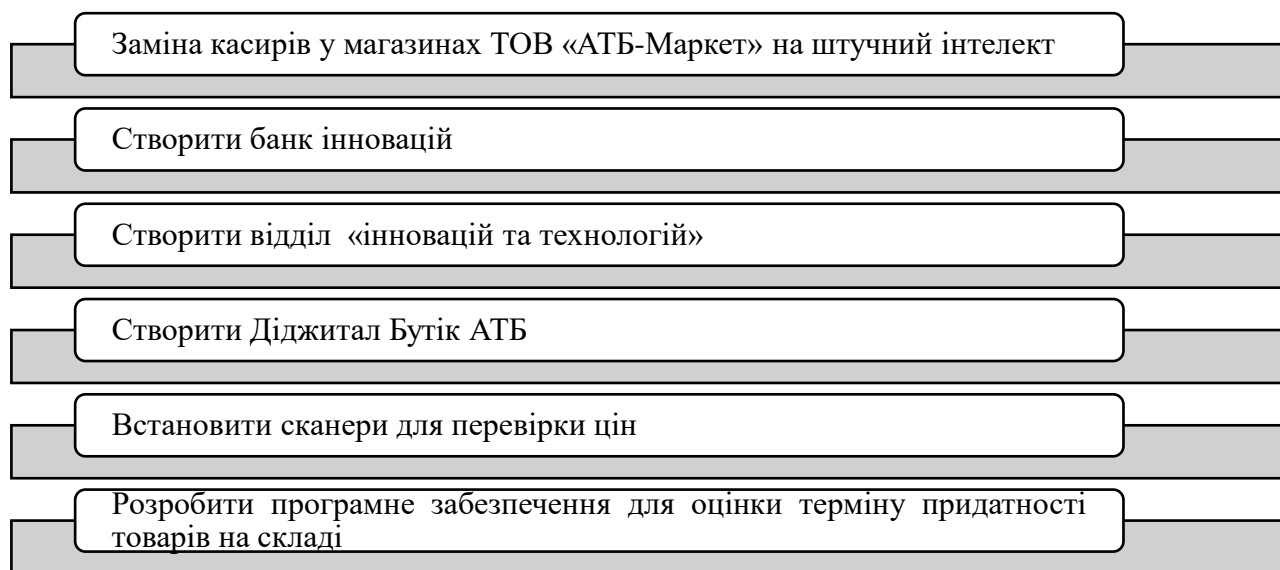 Заміна касирів у магазинах ТОВ «АТБ-Маркет» на штучний інтелект
Створити банк інновацій
Створити відділ «інновацій та технологій»
Створити Діджитал Бутік АТБ
Встановити сканери для перевірки цін
Розробити програмне забезпечення для оцінки терміну придатності
товарів на складі